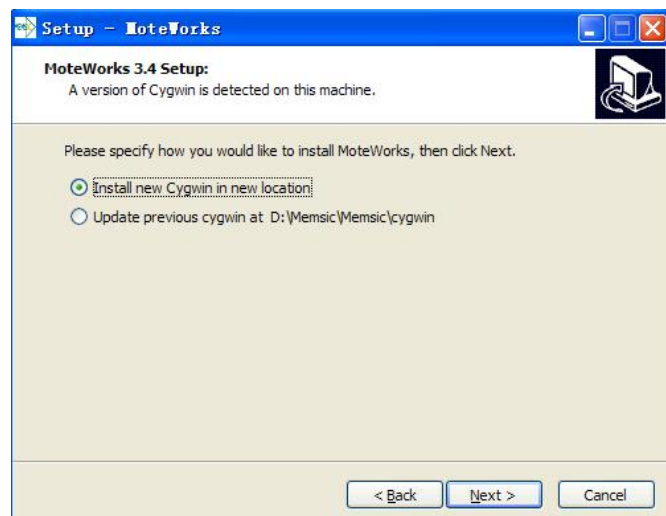 Setup - MoteWorks
MoteWorks 3.4 Setup:
A version of Cygwin is detected on this machine.
Please specify how you would like to install MoteWorks, then click Next.
Install new Cygwin in new location
Update previous cygwin at D:\Memsic\Memsic\cygwin
< Back Next > Cancel